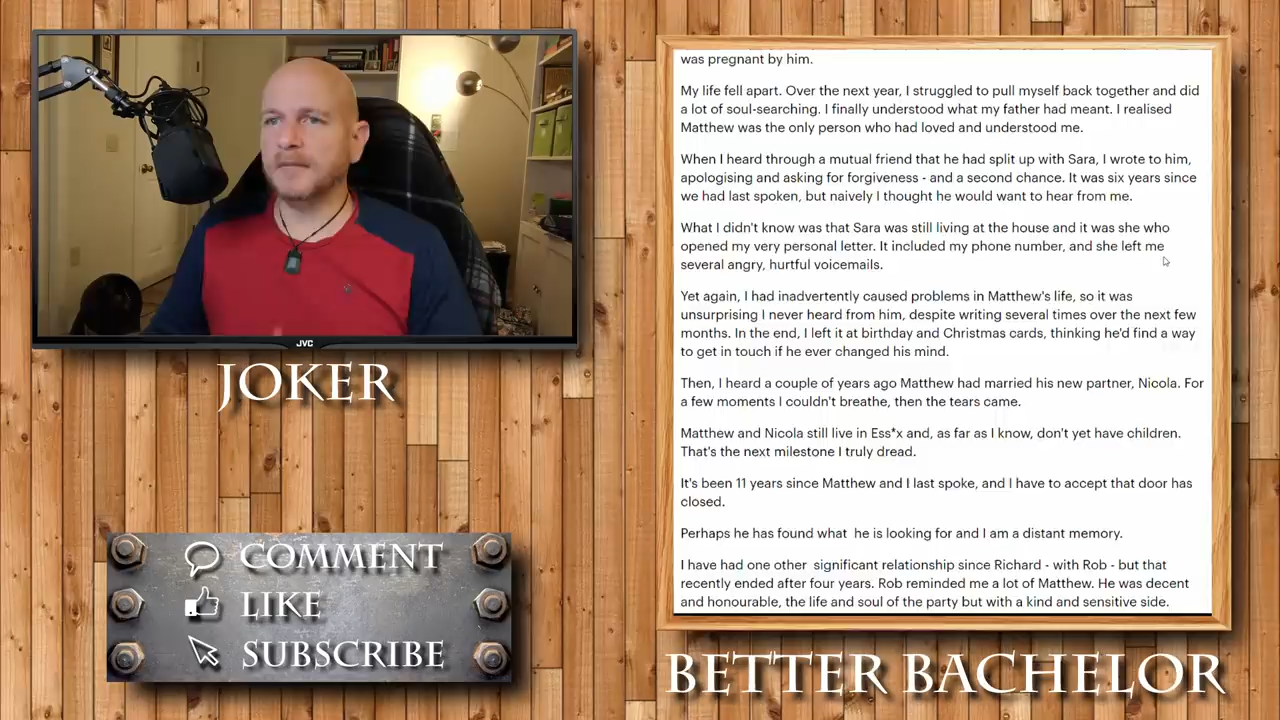 JVC
JOKER
COMMENT
LIKE
SUBSCRIBE
was pregnant by him.
My life fell apart. Over the next year, I struggled to pull myself back together and did
a lot of soul-searching. I finally understood what my father had meant. I realised
Matthew was the only person who had loved and understood me.
When I heard through a mutual friend that he had split up with Sara, I wrote to him,
apologising and asking for forgiveness - and a second chance. It was six years since
we had last spoken, but naively I thought he would want to hear from me.
What I didn't know was that Sara was still living at the house and it was she who
opened my very personal letter. It included my phone number, and she left me
several angry, hurtful voicemails.
Yet again, I had inadvertently caused problems in Matthew's life, so it was
unsurprising I never heard from him, despite writing several times over the next few
months. In the end, I left it at birthday and Christmas cards, thinking he'd find a way
to get in touch if he ever changed his mind.
Then, I heard a couple of years ago Matthew had married his new partner, Nicola. For
a few moments I couldn't breathe, then the tears came.
Matthew and Nicola still live in Ess*x and, as far as I know, don't yet have children.
That's the next milestone I truly dread.
It's been 11 years since Matthew and I last spoke, and I have to accept that door has
closed.
Perhaps he has found what he is looking for and I am a distant memory.
I have had one other significant relationship since Richard - with Rob - but that
recently ended after four years. Rob reminded me a lot of Matthew. He was decent
and honourable, the life and soul of the party but with a kind and sensitive side.
BETTER BACHELOR